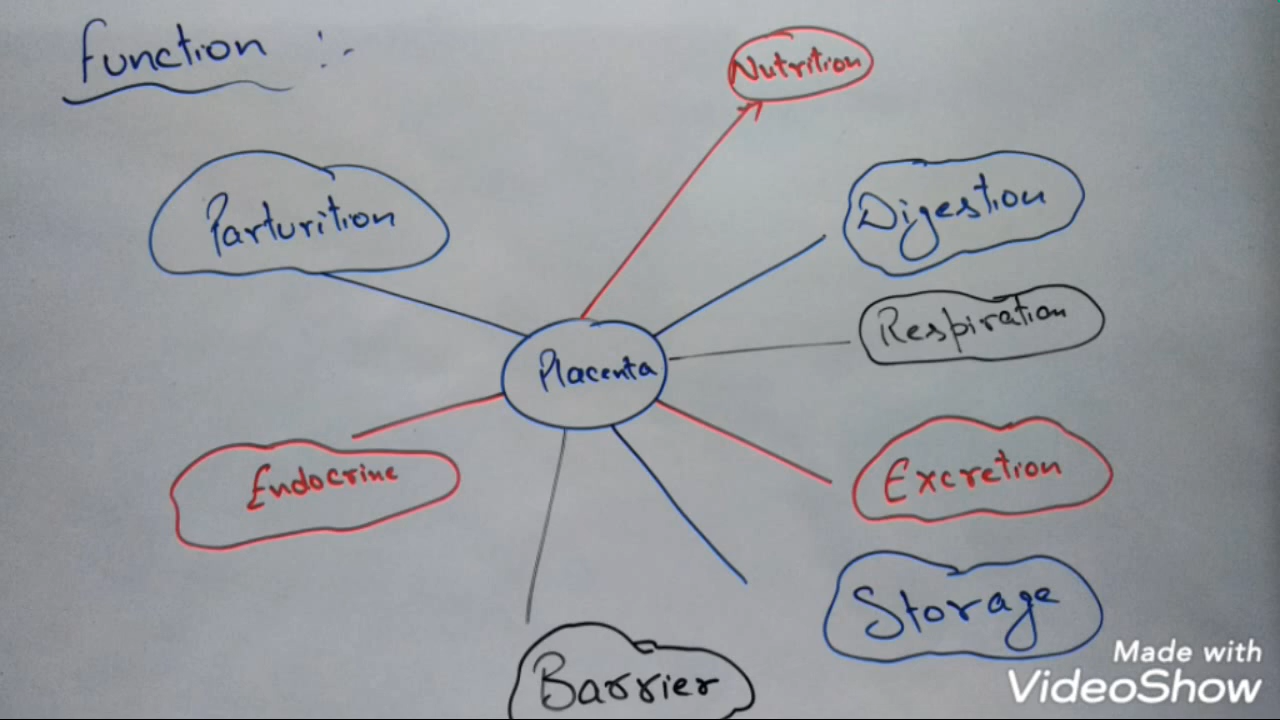 Function :-
Nutrition
Parturition
Digestion
Respiration
Placenta
Endocrine
Excretion
Storage
Barrier
Made with
VideoShow